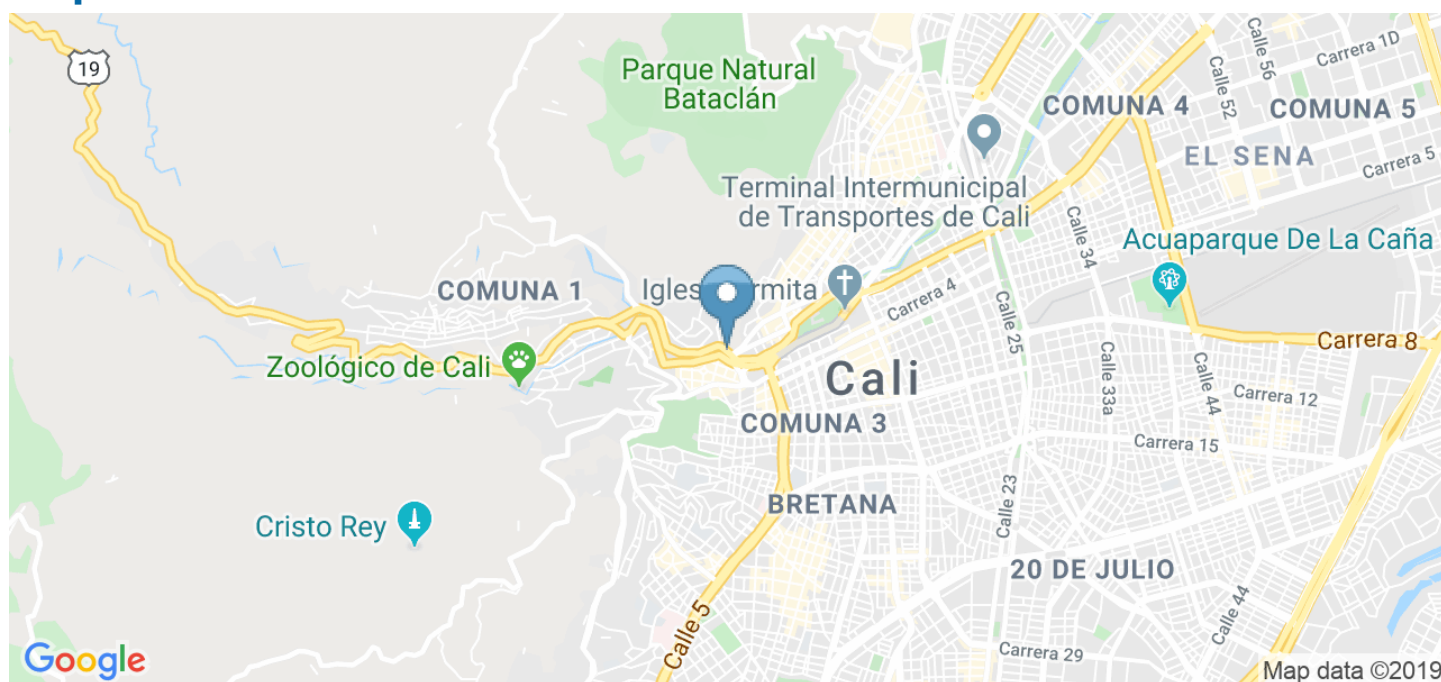 19
Parque Natural
Bataclán
COMUNA 4
Calle 56
Carrera 1D
Calle 52
COMUNA 5
EL SENA
Carrera 5
Terminal Intermunicipal
de Transportes de Cali
Calle 34
Acuaparque De La Caña
COMUNA 1
Carrera 4
Calle 25
Carrera 8
Zoológico de Cali
Cali
Calle 33a
Calle 44
Carrera 12
COMUNA 3
Carrera 15
BRETANA
Calle 23
Cristo Rey
20 DE JULIO
Calle 5
Calle 44
Carrera 29
Google
Map data ©2019